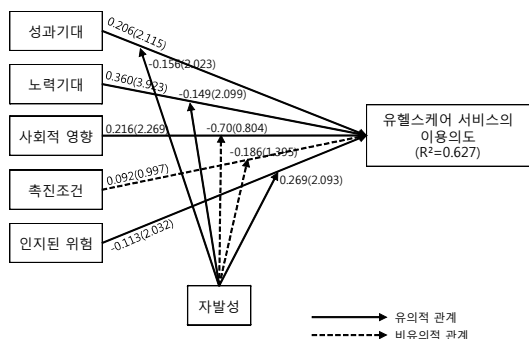 성과기대
0.206(2.115)
-0.156(2.023)
노력기대
0.360(3.923)
-0.149(2.099)
사회적 영향
0.216(2.269)
-0.70(0.804)
유헬스케어 서비스의
이용의도
(R²=0.627)
-0.186(1.395)
촉진조건
0.092(0.997)
0.269(2.093)
인지된 위험
-0.113(2.032)
자발성
유의적 관계
비유의적 관계